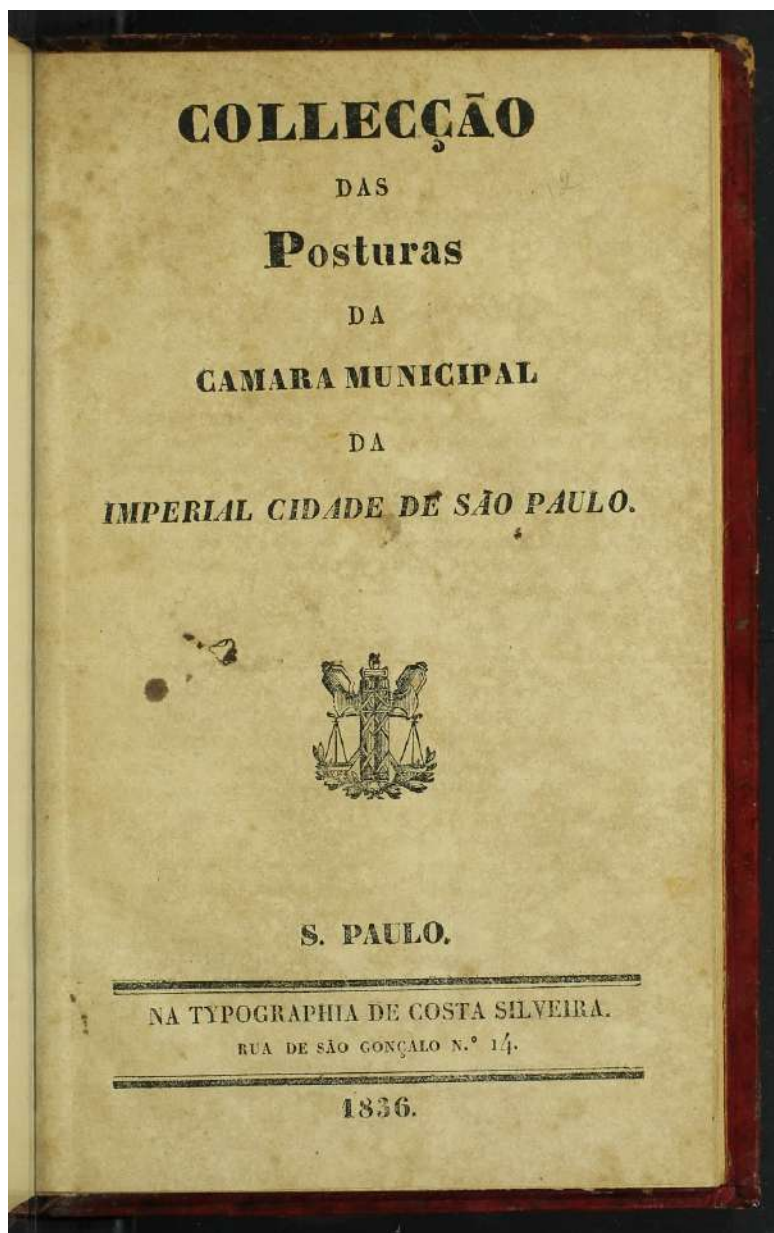 COLLECÇÃO
DAS
Posturas
DA
CAMARA MUNICIPAL
DA
IMPERIAL CIDADE DE SÃO PAULO.
S. PAULO.
NA TYPOGRAPHIA DE COSTA SILVEIRA.
RUA DE SÃO GONÇALO N.º 14.
1836.